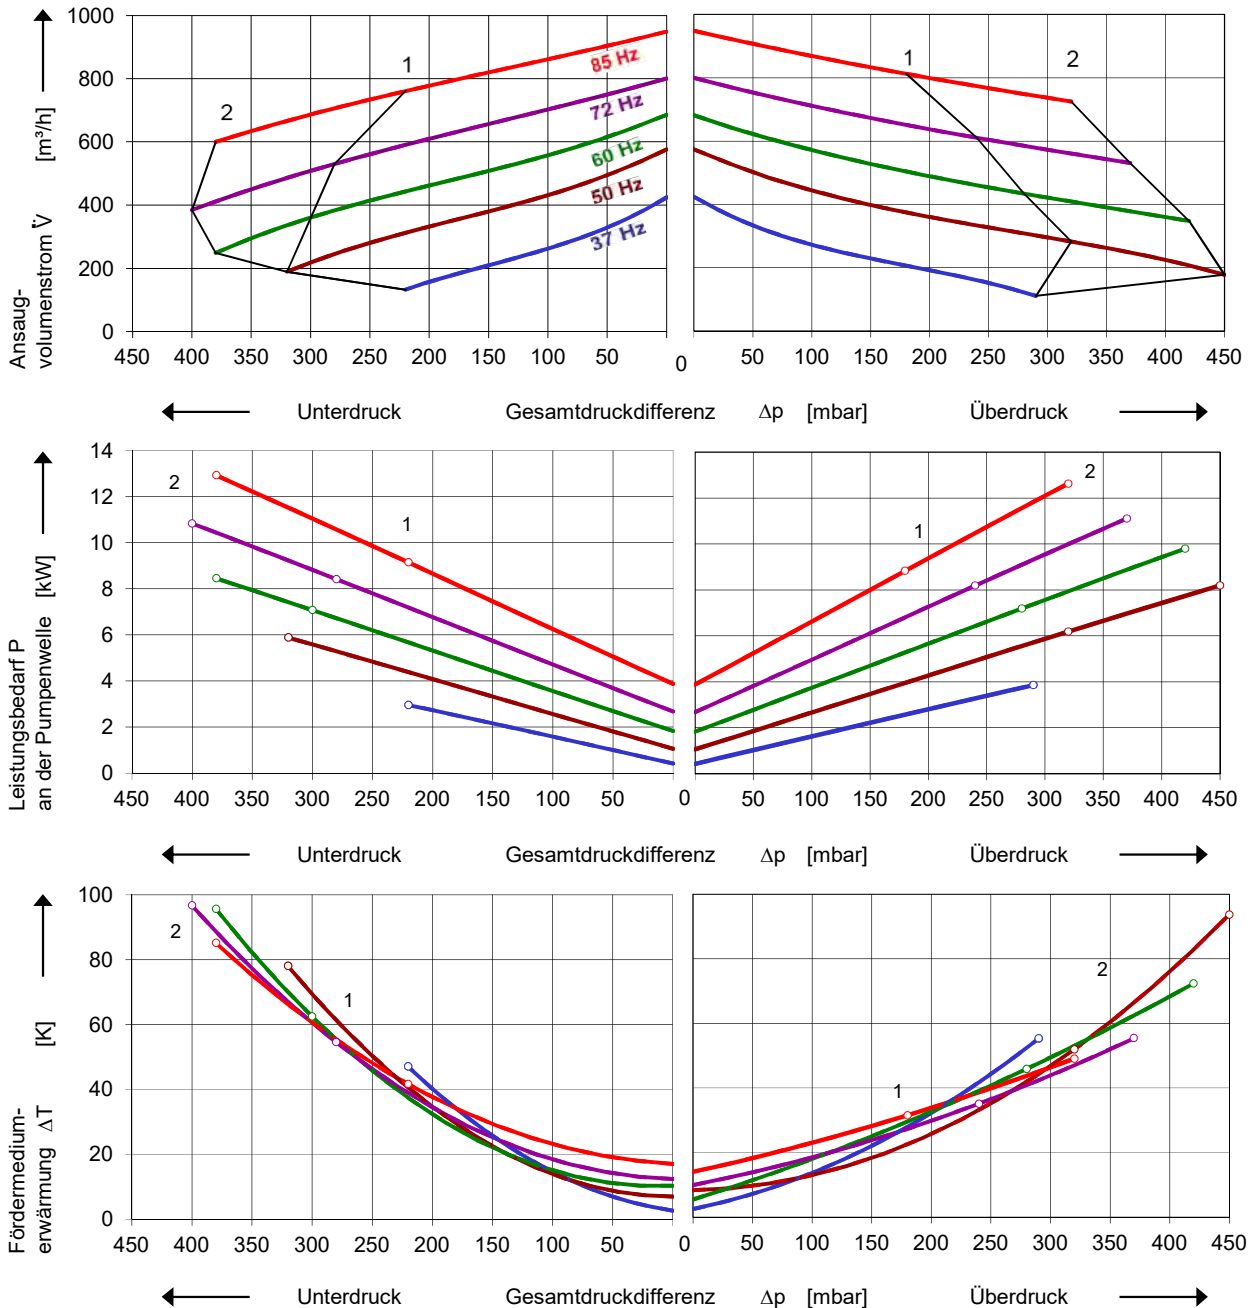 1000
800
600
400
200
0
Ansaug-
volumenstrom V̇ [m³/h]
1
2
85 Hz
72 Hz
60 Hz
50 Hz
37 Hz
1
2
450 400 350 300 250 200 150 100 50 0 50 100 150 200 250 300 350 400 450
Unterdruck Gesamtdruckdifferenz Δp [mbar] Überdruck
14
12
10
8
6
4
2
0
Leistungsbedarf P
an der Pumpenwelle [kW]
2
1
1
2
450 400 350 300 250 200 150 100 50 0 50 100 150 200 250 300 350 400 450
Unterdruck Gesamtdruckdifferenz Δp [mbar] Überdruck
100
80
60
40
20
0
Fördermedium-
erwärmung ΔT [K]
2
1
1
2
450 400 350 300 250 200 150 100 50 0 50 100 150 200 250 300 350 400 450
Unterdruck Gesamtdruckdifferenz Δp [mbar] Überdruck